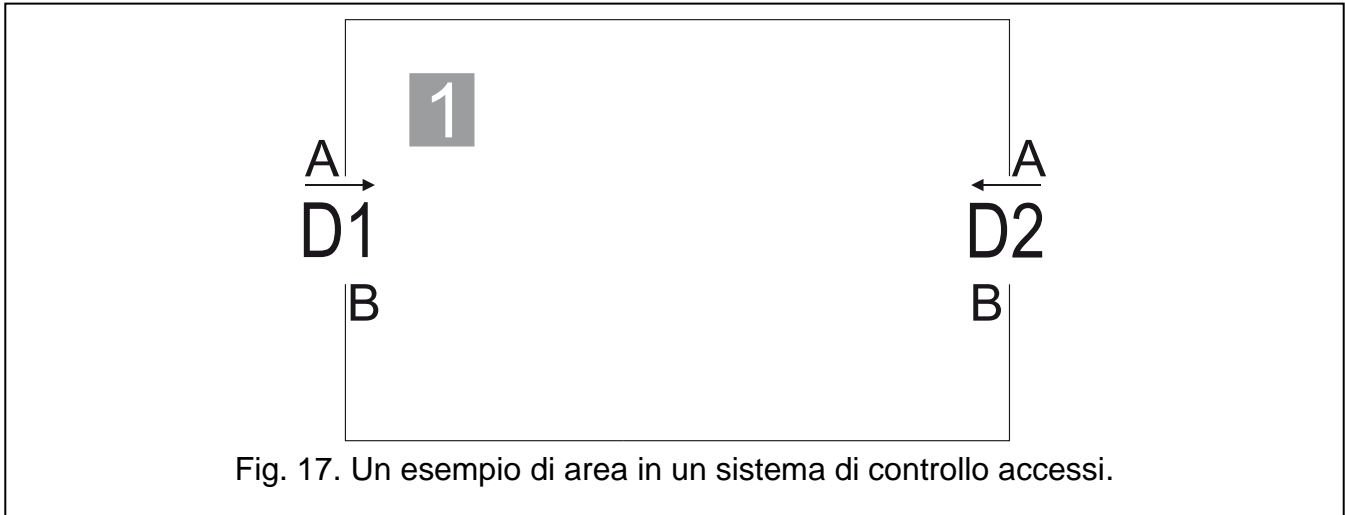 1
A A
D1 D2
B B
Fig. 17. Un esempio di area in un sistema di controllo accessi.